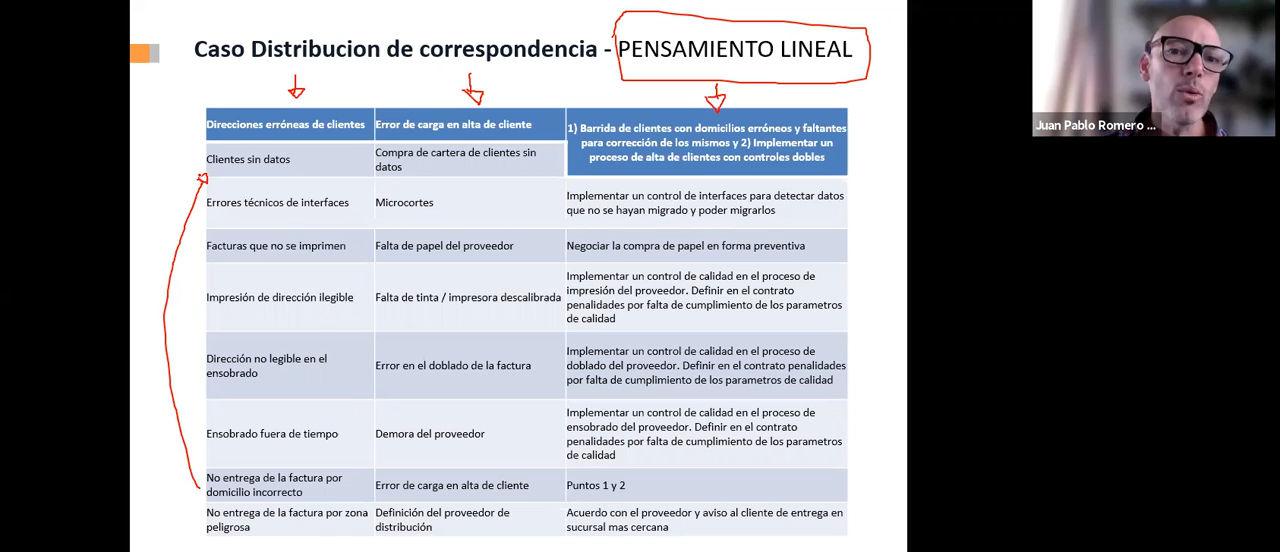 Caso Distribucion de correspondencia - PENSAMIENTO LINEAL
Direcciones erróneas de clientes
Error de carga en alta de cliente
1) Barrida de clientes con domicilios erróneos y faltantes
para corrección de los mismos y 2) Implementar un
proceso de alta de clientes con controles dobles
Clientes sin datos
Compra de cartera de clientes sin
datos
Errores técnicos de interfaces
Microcortes
Implementar un control de interfaces para detectar datos
que no se hayan migrado y poder migrarlos
Facturas que no se imprimen
Falta de papel del proveedor
Negociar la compra de papel en forma preventiva
Impresión de dirección ilegible
Falta de tinta / impresora descalibrada
Implementar un control de calidad en el proceso de
impresión del proveedor. Definir en el contrato
penalidades por falta de cumplimiento de los parametros
de calidad
Dirección no legible en el
ensobrado
Error en el doblado de la factura
Implementar un control de calidad en el proceso de
doblado del proveedor. Definir en el contrato penalidades
por falta de cumplimiento de los parametros de calidad
Ensobrado fuera de tiempo
Demora del proveedor
Implementar un control de calidad en el proceso de
ensobrado del proveedor. Definir en el contrato
penalidades por falta de cumplimiento de los parametros
de calidad
No entrega de la factura por
domicilio incorrecto
Error de carga en alta de cliente
Puntos 1 y 2
No entrega de la factura por zona
peligrosa
Definición del proveedor de
distribución
Acuerdo con el proveedor y aviso al cliente de entrega en
sucursal mas cercana
Juan Pablo Romero ...